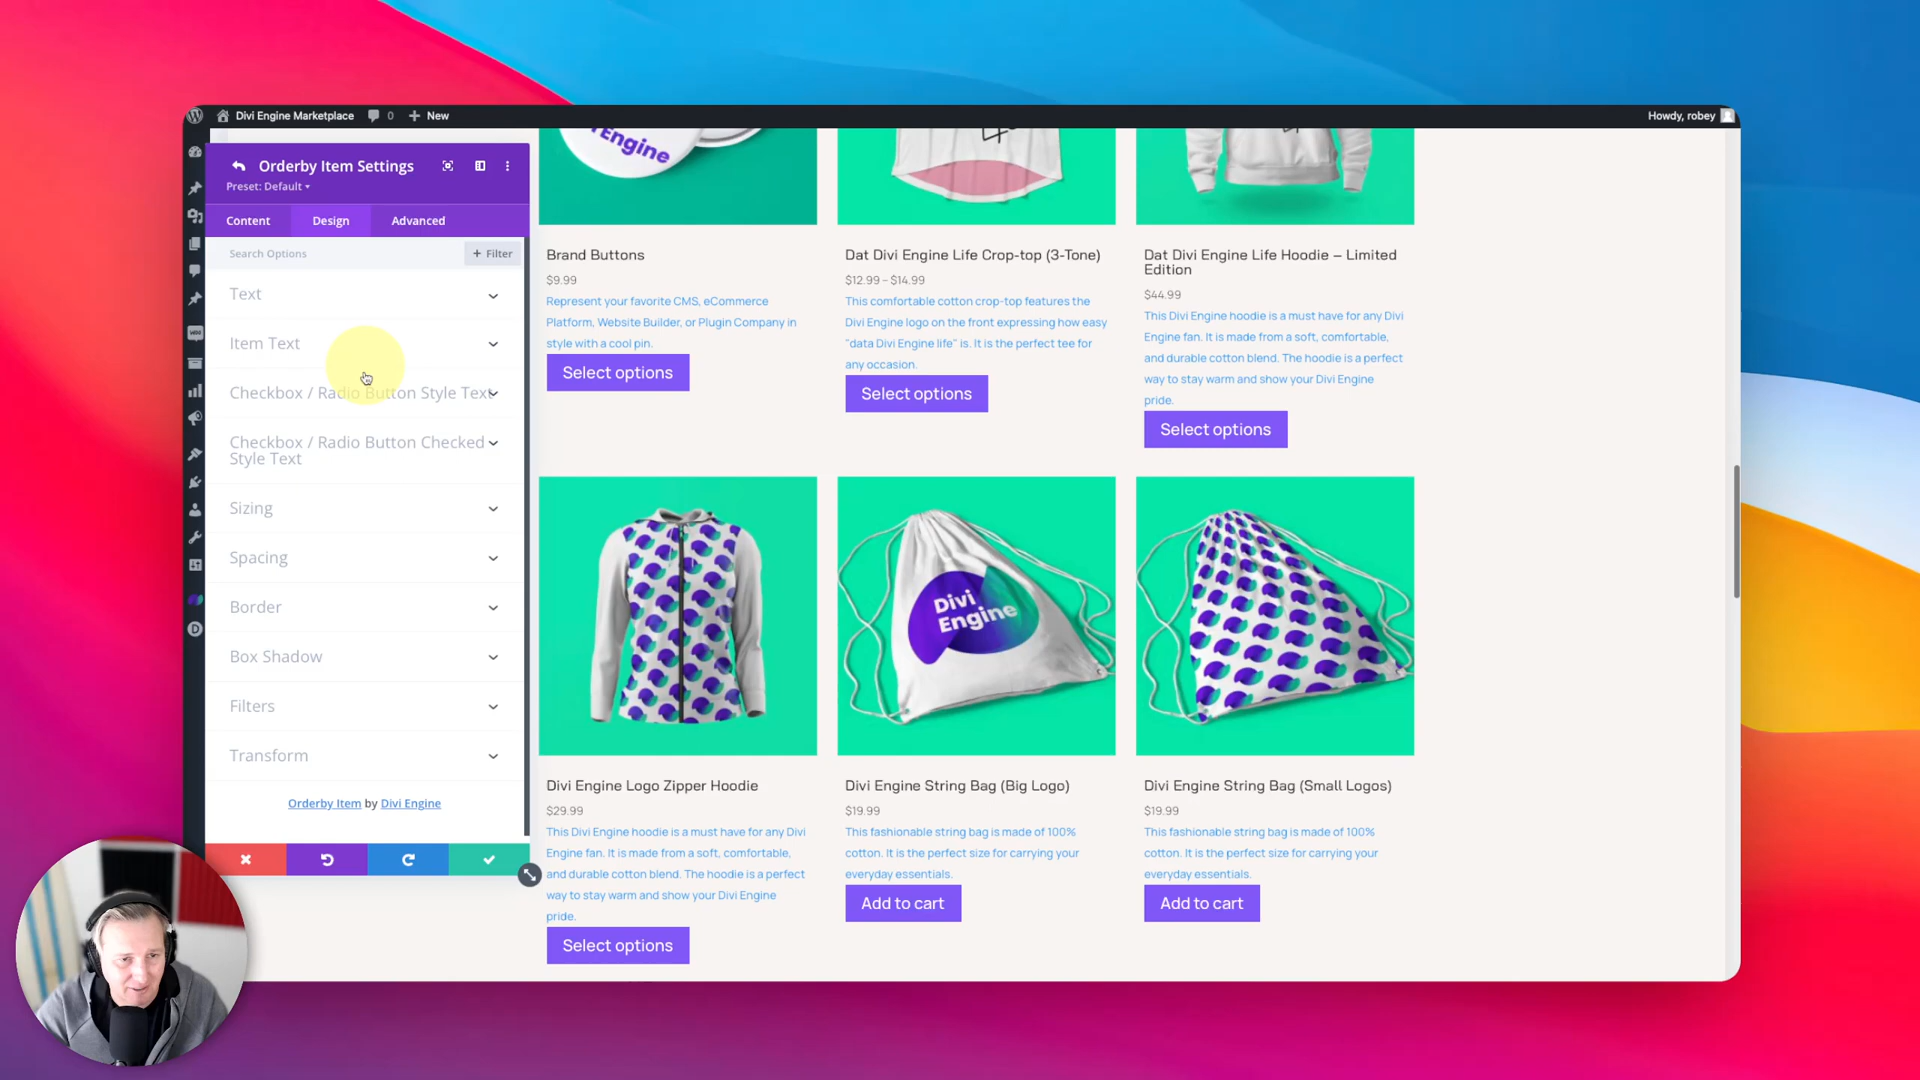 Divi Engine Marketplace 0 + New
Howdy, robey
Orderby Item Settings
Preset: Default
Content Design Advanced
Search Options
+ Filter
Text
Item Text
Checkbox / Radio Button Style Text
Checkbox / Radio Button Checked
Style Text
Sizing
Spacing
Border
Box Shadow
Filters
Transform
Orderby Item by Divi Engine
Engine
Brand Buttons
$9.99
Represent your favorite CMS, eCommerce
Platform, Website Builder, or Plugin Company in
style with a cool pin.
Select options
Dat Divi Engine Life Crop-top (3-Tone)
$12.99 – $14.99
This comfortable cotton crop-top features the
Divi Engine logo on the front expressing how easy
"data Divi Engine life" is. It is the perfect tee for
any occasion.
Select options
Dat Divi Engine Life Hoodie – Limited
Edition
$44.99
This Divi Engine hoodie is a must have for any Divi
Engine fan. It is made from a soft, comfortable,
and durable cotton blend. The hoodie is a perfect
way to stay warm and show your Divi Engine
pride.
Select options
Divi Engine Logo Zipper Hoodie
$29.99
This Divi Engine hoodie is a must have for any Divi
Engine fan. It is made from a soft, comfortable,
and durable cotton blend. The hoodie is a perfect
way to stay warm and show your Divi Engine
pride.
Select options
Divi
Engine
Divi Engine String Bag (Big Logo)
$19.99
This fashionable string bag is made of 100%
cotton. It is the perfect size for carrying your
everyday essentials.
Add to cart
Divi Engine String Bag (Small Logos)
$19.99
This fashionable string bag is made of 100%
cotton. It is the perfect size for carrying your
everyday essentials.
Add to cart